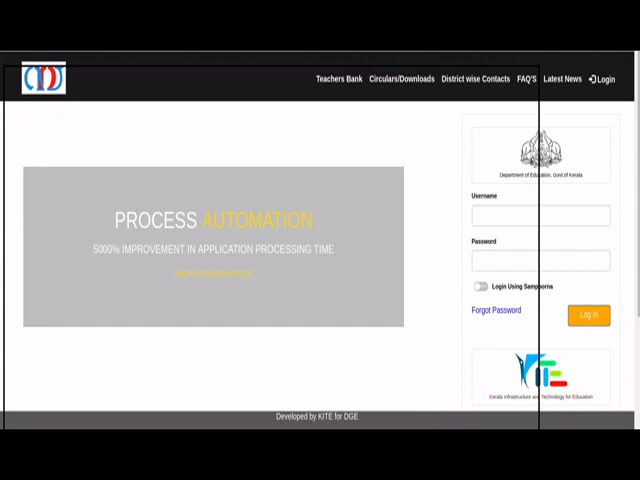 Teachers Bank Circulars/Downloads District wise Contacts FAQ'S Latest News Login
Department of Education, Govt.of Kerala
Username
PROCESS AUTOMATION
5000% IMPROVEMENT IN APPLICATION PROCESSING TIME
Password
Login Using Sampoorna
Forgot Password
Log In
KITE
Kerala Infrastructure and Technology for Education
Developed by KITE for DGE